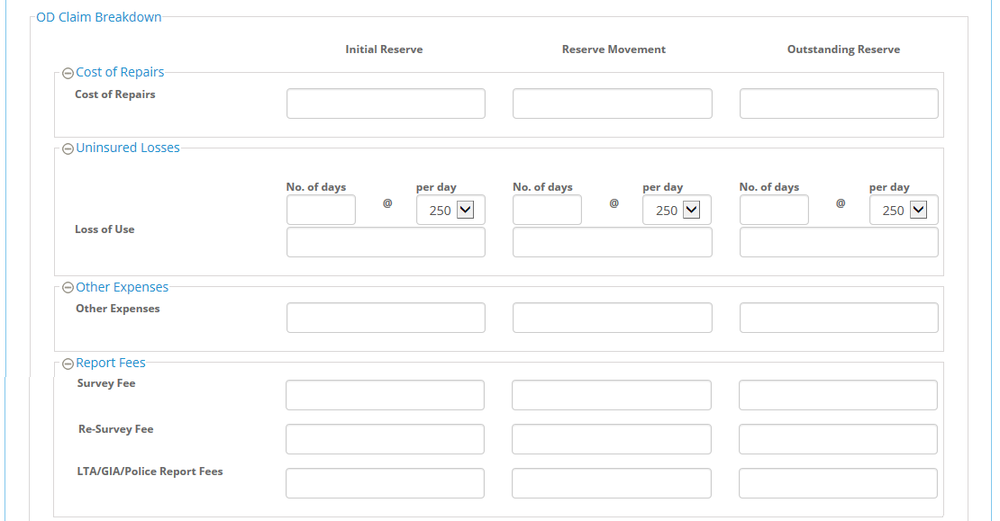 OD Claim Breakdown
Initial Reserve Reserve Movement Outstanding Reserve
Cost of Repairs
Cost of Repairs
Uninsured Losses
No. of days per day No. of days per day No. of days per day
@ 250 @ 250 @ 250
Loss of Use
Other Expenses
Other Expenses
Report Fees
Survey Fee
Re-Survey Fee
LTA/GIA/Police Report Fees